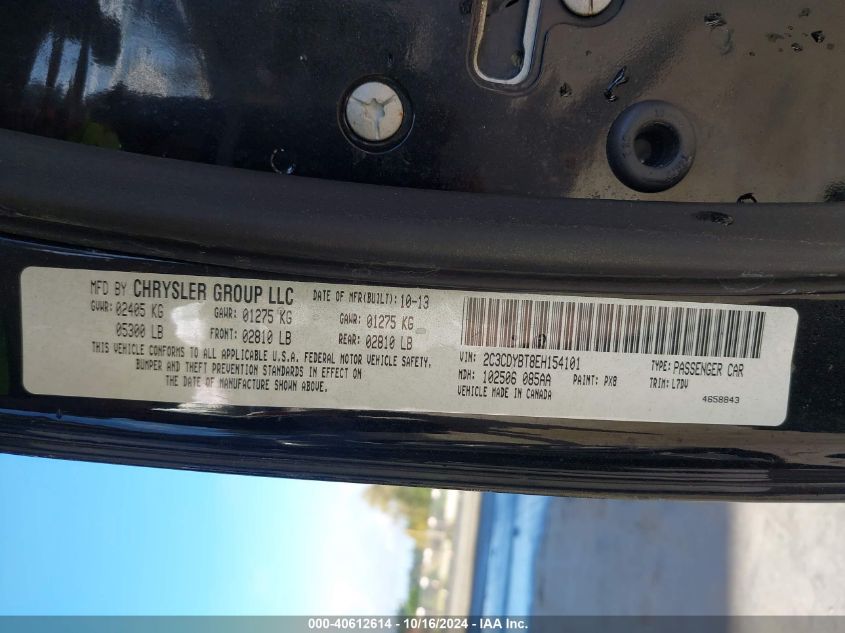 MFD BY CHRYSLER GROUP LLC DATE OF MFR(BUILT): 10-13
GVWR: 02405 KG GAWR: 01275 KG GAWR: 01275 KG
05300 LB FRONT: 02810 LB REAR: 02810 LB
THIS VEHICLE CONFORMS TO ALL APPLICABLE U.S.A. FEDERAL MOTOR VEHICLE SAFETY,
BUMPER AND THEFT PREVENTION STANDARDS IN EFFECT ON
THE DATE OF MANUFACTURE SHOWN ABOVE.
VIN: 2C3CDYBT8EH154101 TYPE: PASSENGER CAR
MDH: 102506 085AA PAINT: PX8 TRIM: L7DV
VEHICLE MADE IN CANADA 4658843
000-40612614 - 10/16/2024 - IAA Inc.